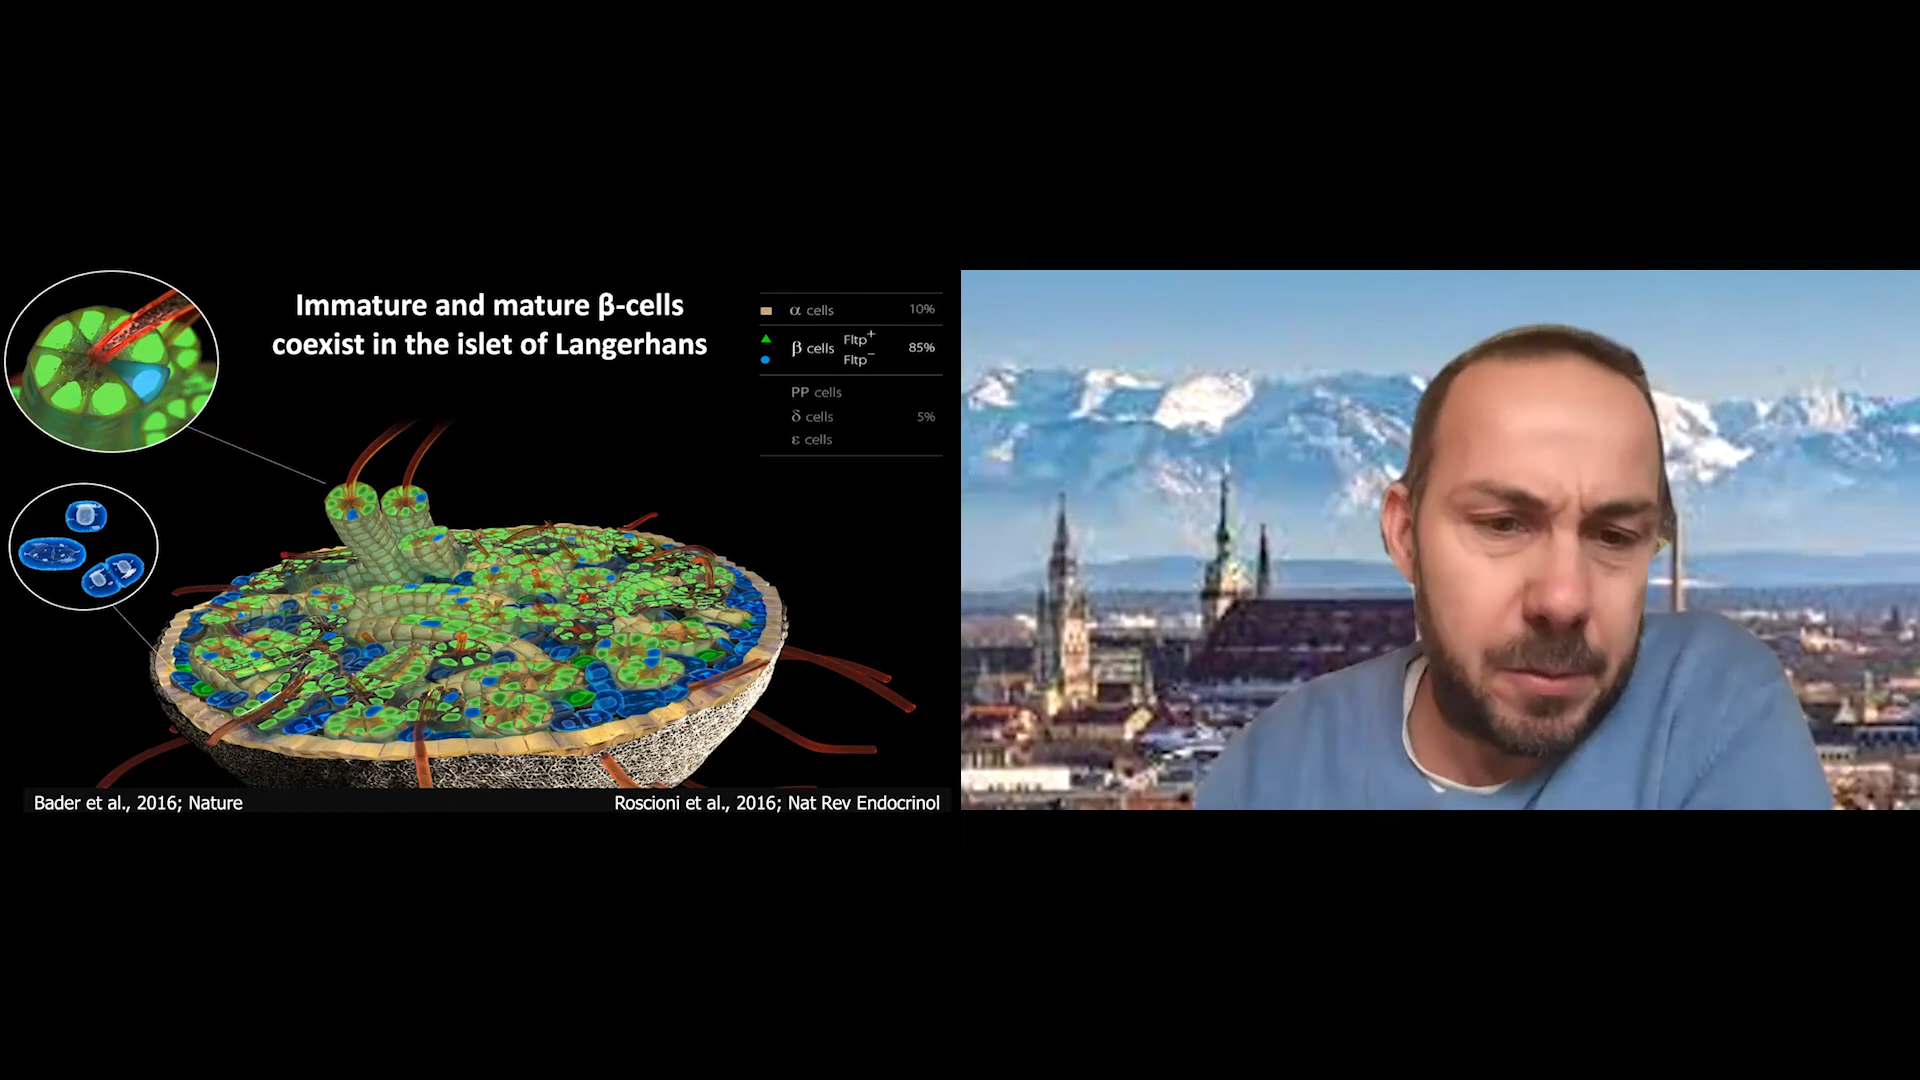 Immature and mature β-cells
coexist in the islet of Langerhans
α cells 10%
β cells Fltp+ Fltp− 85%
PP cells
δ cells 5%
ε cells
Bader et al., 2016; Nature
Roscioni et al., 2016; Nat Rev Endocrinol